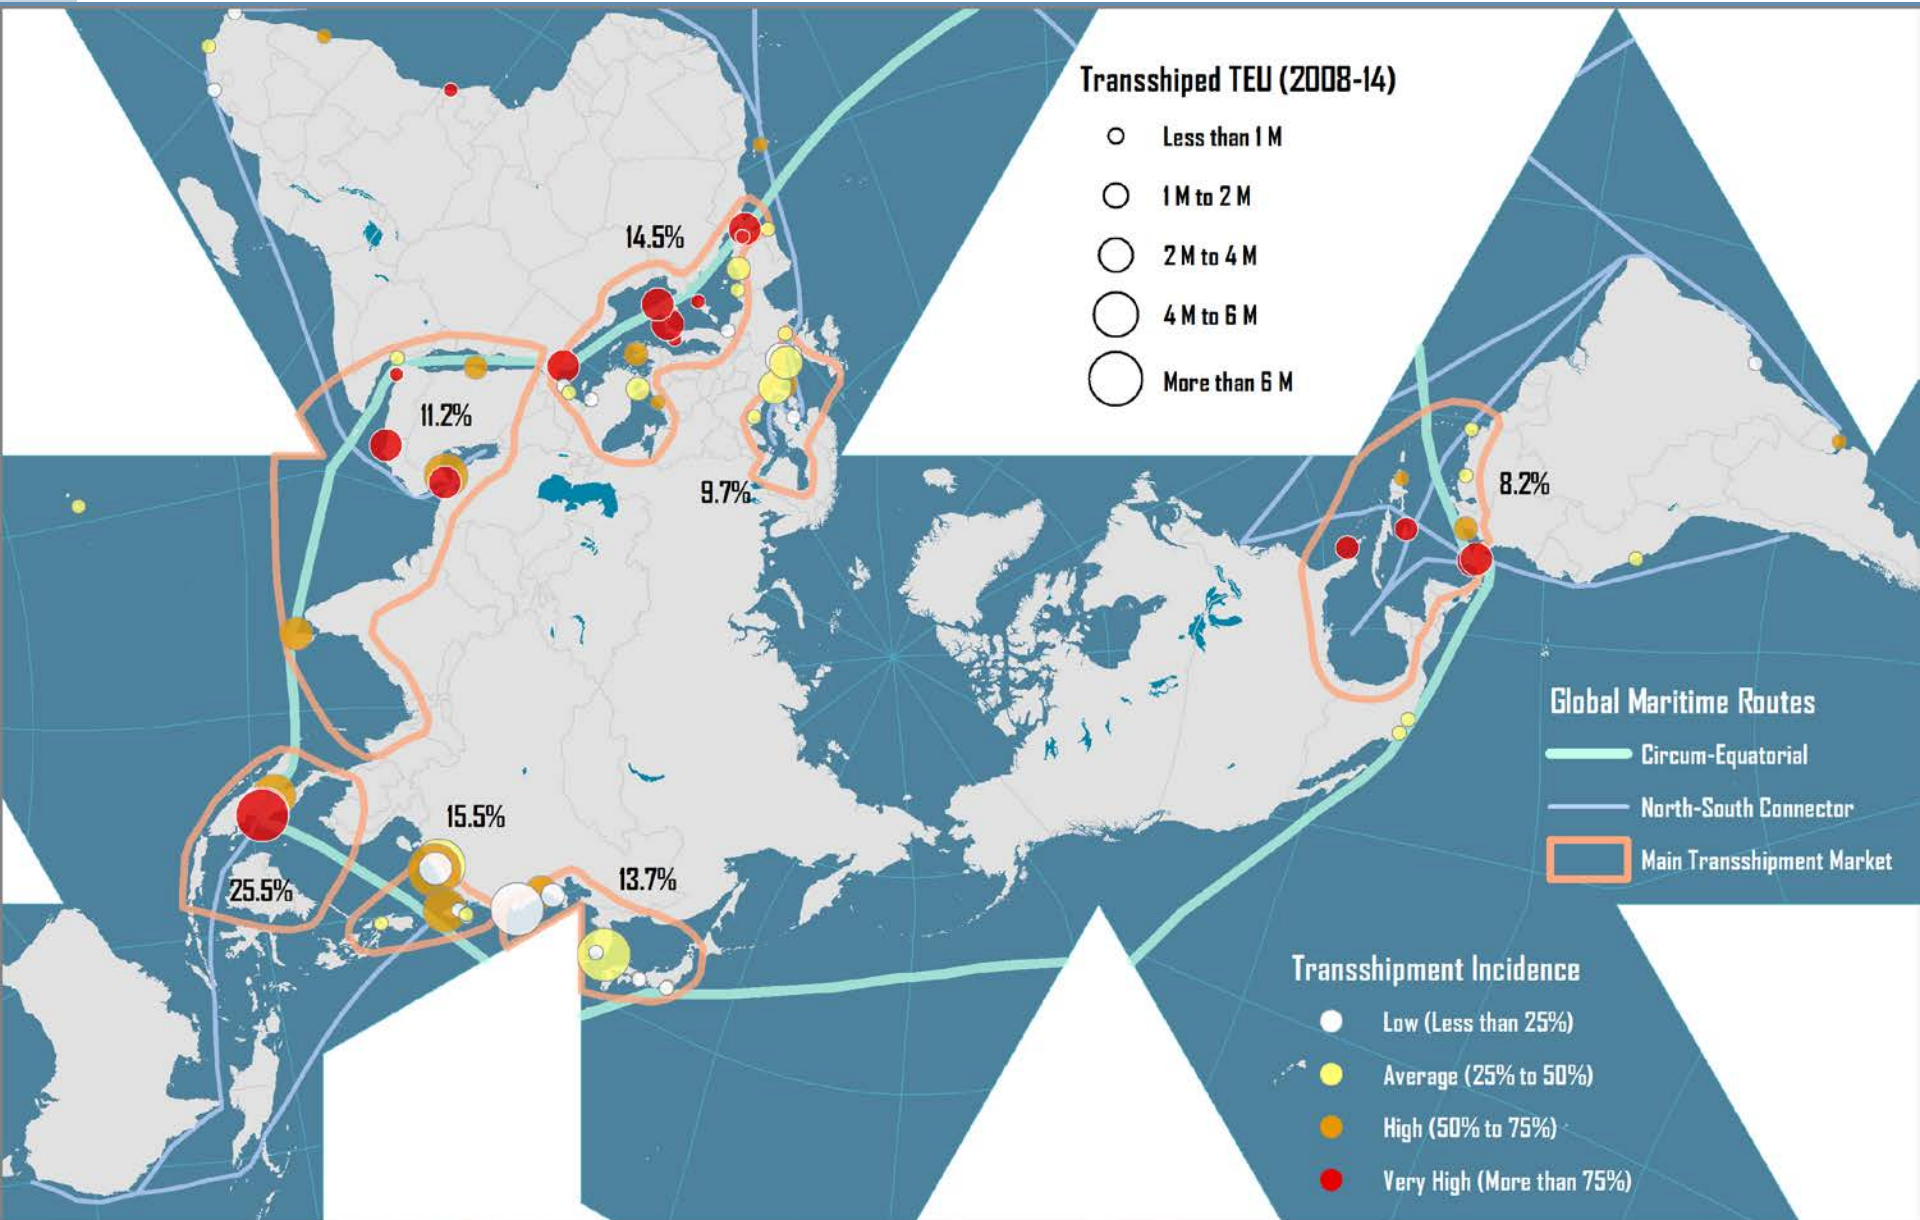 Transshiped TEU (2008-14)
Less than 1 M
1 M to 2 M
2 M to 4 M
4 M to 6 M
More than 6 M
14.5%
11.2%
9.7%
8.2%
15.5%
25.5%
13.7%
Global Maritime Routes
Circum-Equatorial
North-South Connector
Main Transshipment Market
Transshipment Incidence
Low (Less than 25%)
Average (25% to 50%)
High (50% to 75%)
Very High (More than 75%)